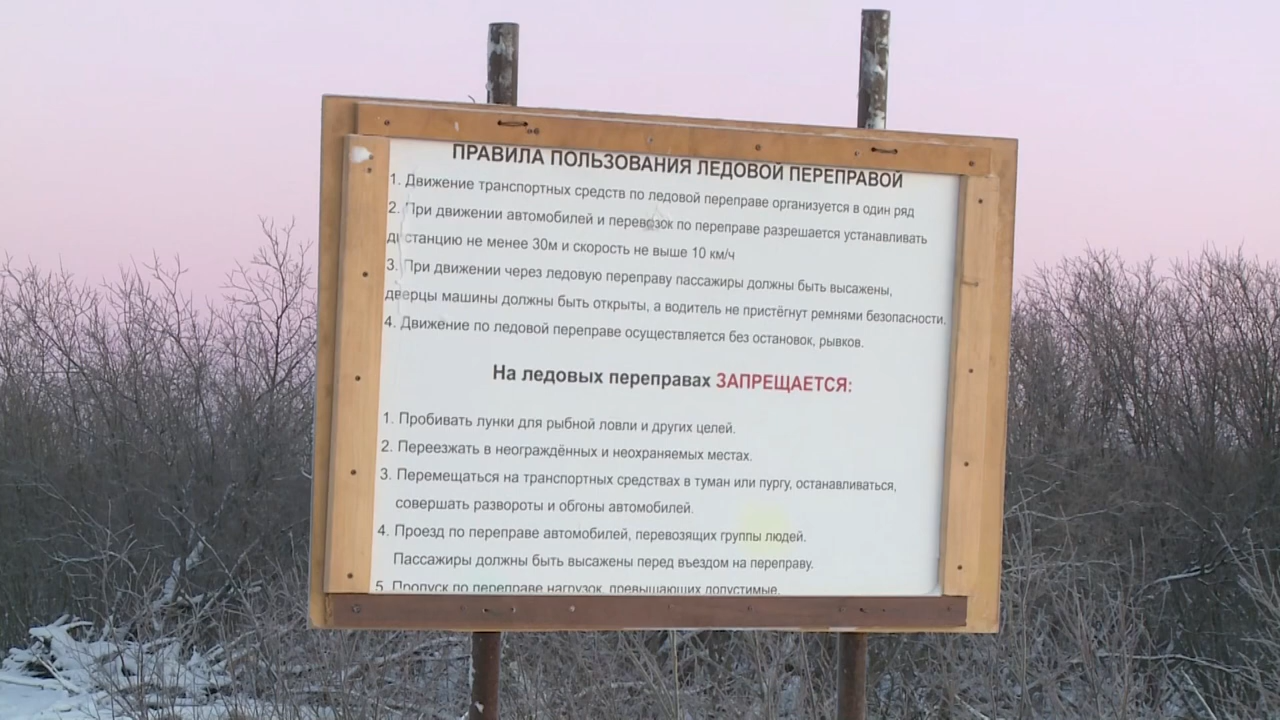 ПРАВИЛА ПОЛЬЗОВАНИЯ ЛЕДОВОЙ ПЕРЕПРАВОЙ
1. Движение транспортных средств по ледовой переправе организуется в один ряд
2. При движении автомобилей и перевозок по переправе разрешается устанавливать
дистанцию не менее 30м и скорость не выше 10 км/ч
3. При движении через ледовую переправу пассажиры должны быть высажены,
дверцы машины должны быть открыты, а водитель не пристёгнут ремнями безопасности.
4. Движение по ледовой переправе осуществляется без остановок, рывков.
На ледовых переправах ЗАПРЕЩАЕТСЯ:
1. Пробивать лунки для рыбной ловли и других целей.
2. Переезжать в неограждённых и неохраняемых местах.
3. Перемещаться на транспортных средствах в туман или пургу, останавливаться,
совершать развороты и обгоны автомобилей.
4. Проезд по переправе автомобилей, перевозящих группы людей.
Пассажиры должны быть высажены перед въездом на переправу.
5. Пропуск по переправе нагрузок, превышающих допустимые.